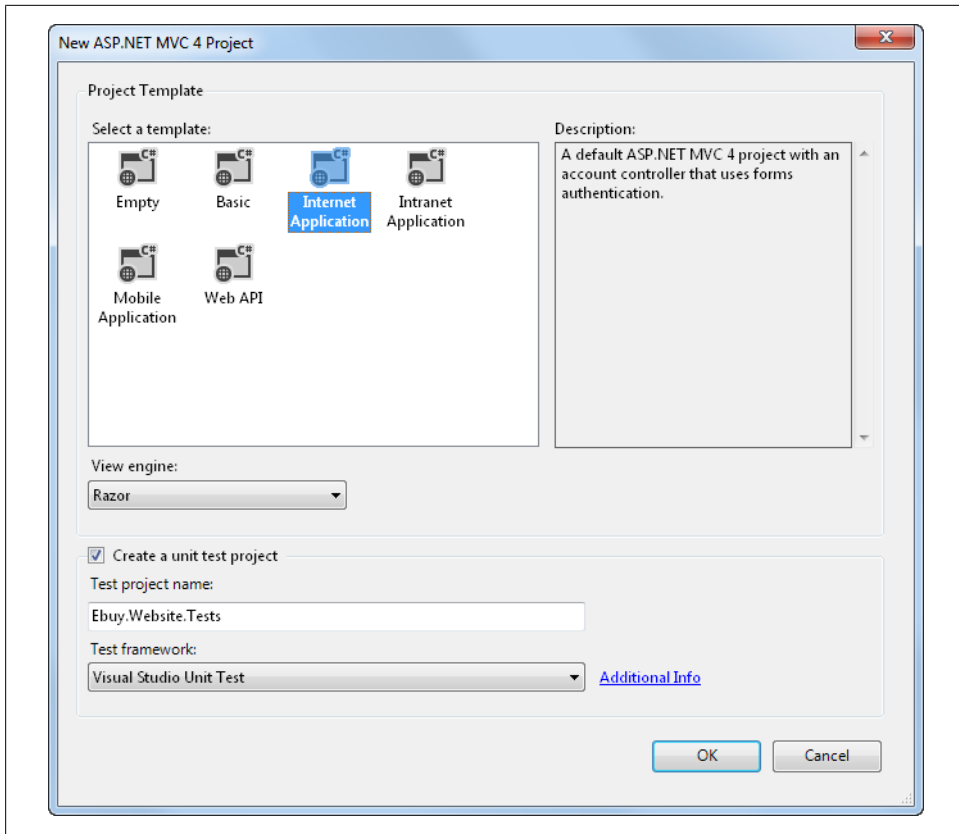 New ASP.NET MVC 4 Project
Project Template
Select a template:
Description:
C#
C#
C#
C#
Empty
Basic
Internet
Application
Intranet
Application
C#
C#
Mobile
Application
Web API
A default ASP.NET MVC 4 project with an
account controller that uses forms
authentication.
View engine:
Razor
Create a unit test project
Test project name:
Ebuy.Website.Tests
Test framework:
Visual Studio Unit Test
Additional Info
OK
Cancel